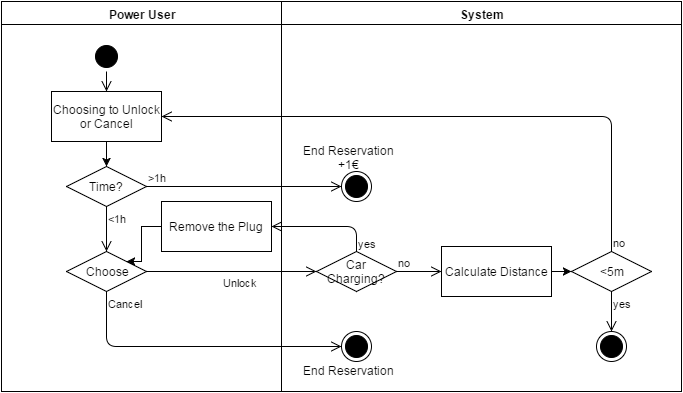 Power User
System
Choosing to Unlock
or Cancel
End Reservation
+1€
>1h
Time?
<1h
Remove the Plug
yes
no
Choose
Unlock
Car
Charging?
no
Calculate Distance
<5m
Cancel
yes
End Reservation